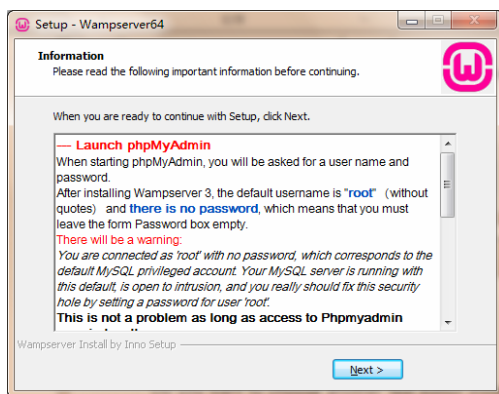 Setup - Wampserver64
Information
Please read the following important information before continuing.
When you are ready to continue with Setup, click Next.
— Launch phpMyAdmin
When starting phpMyAdmin, you will be asked for a user name and
password.
After installing Wampserver 3, the default username is "root" (without
quotes) and there is no password, which means that you must
leave the form Password box empty.
There will be a warning:
You are connected as 'root' with no password, which corresponds to the
default MySQL privileged account. Your MySQL server is running with
this default, is open to intrusion, and you really should fix this security
hole by setting a password for user 'root'.
This is not a problem as long as access to Phpmyadmin
Wampserver Install by Inno Setup
Next >